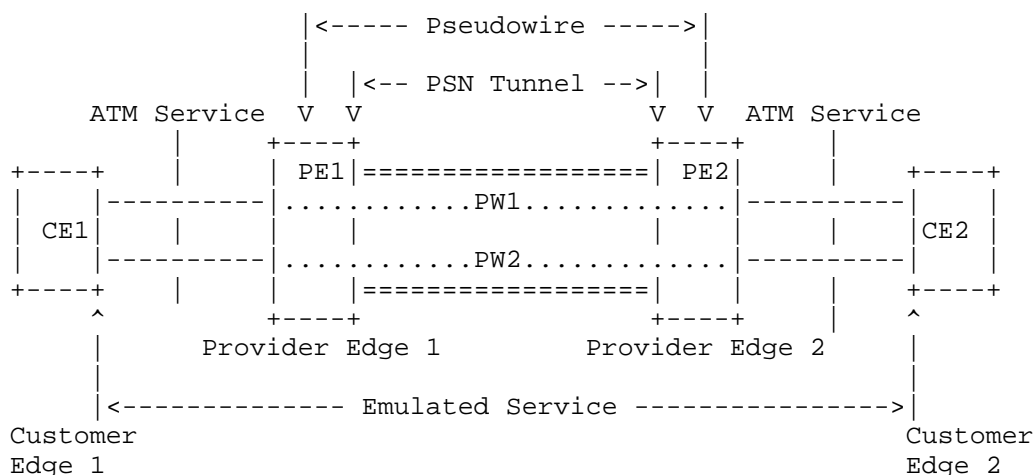 |<----- Pseudowire ----->|
|<-- PSN Tunnel -->|
ATM Service V V V V ATM Service
PE1 PE2
PW1
CE1 CE2
PW2
Provider Edge 1 Provider Edge 2
|<-------------- Emulated Service ---------------->|
Customer Customer
Edge 1 Edge 2